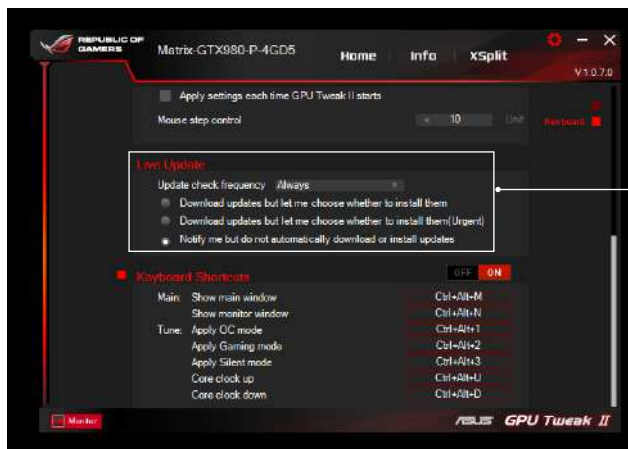 REPUBLIC OF
GAMERS
Matrix-GTX980-P-4GD5
Home Info XSplit
V1.0.7.0
Apply settings each time GPU Tweak II starts
Mouse step control 10 Unit
Keyboard
Live Update
Update check frequency Always
Download updates but let me choose whether to install them
Download updates but let me choose whether to install them(Urgent)
Notify me but do not automatically download or install updates
Keyboard Shortcuts OFF ON
Main: Show main window Ctrl+Alt+M
Show monitor window Ctrl+Alt+N
Tune: Apply OC mode Ctrl+Alt+1
Apply Gaming mode Ctrl+Alt+2
Apply Silent mode Ctrl+Alt+3
Core clock up Ctrl+Alt+U
Core clock down Ctrl+Alt+D
Monitor
ASUS GPU Tweak II